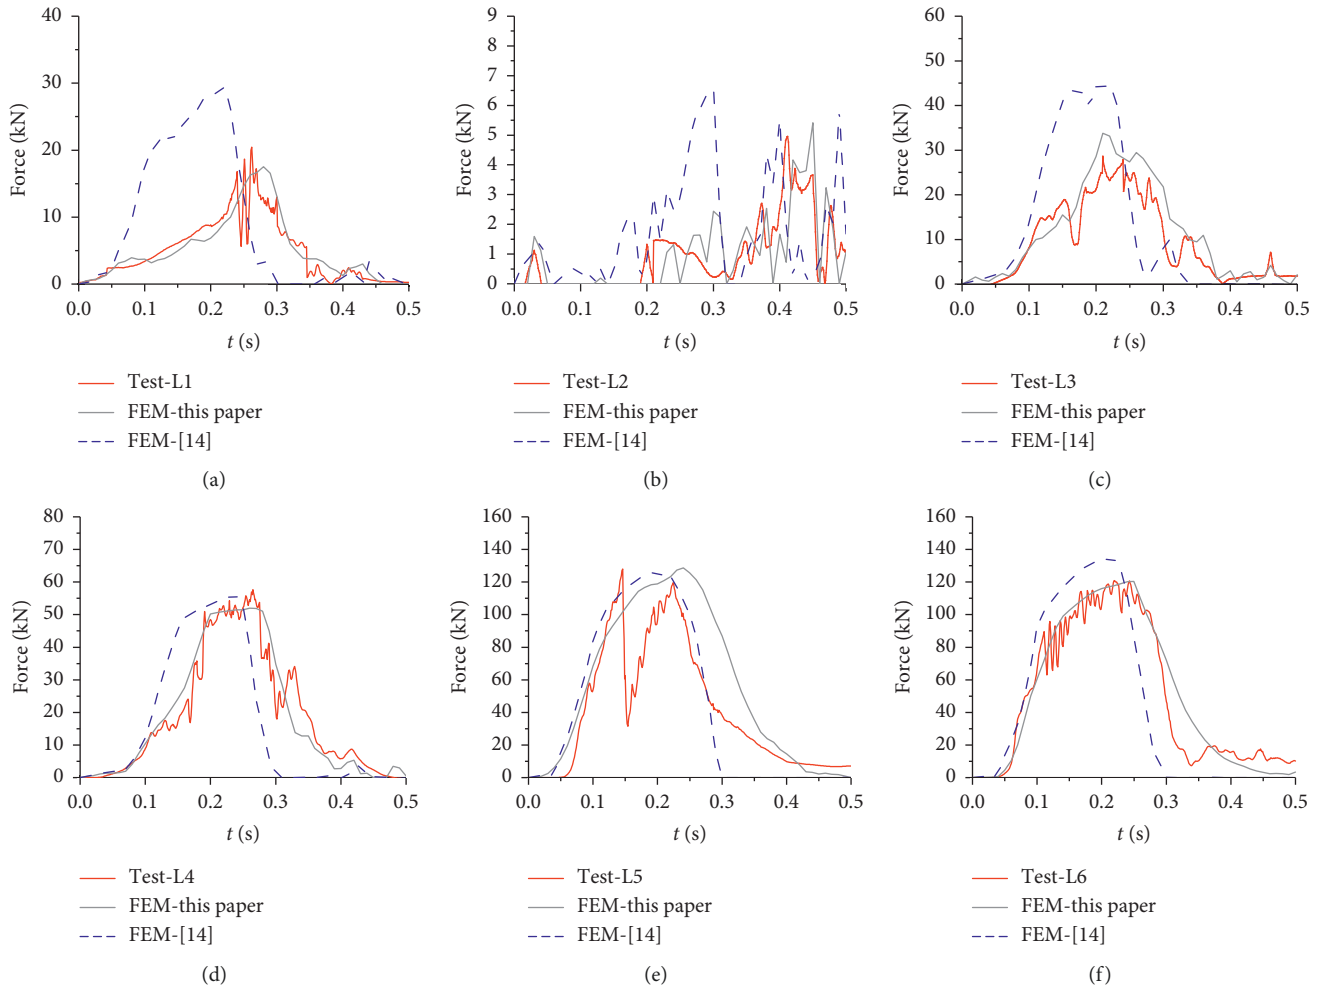 40
30
20
10
0
Force (kN)
0.0 0.1 0.2 0.3 0.4 0.5
t (s)
Test-L1
FEM-this paper
FEM-[14]
(a)
9
8
7
6
5
4
3
2
1
0
Force (kN)
0.0 0.1 0.2 0.3 0.4 0.5
t (s)
Test-L2
FEM-this paper
FEM-[14]
(b)
60
50
40
30
20
10
0
Force (kN)
0.0 0.1 0.2 0.3 0.4 0.5
t (s)
Test-L3
FEM-this paper
FEM-[14]
(c)
80
70
60
50
40
30
20
10
0
Force (kN)
0.0 0.1 0.2 0.3 0.4 0.5
t (s)
Test-L4
FEM-this paper
FEM-[14]
(d)
160
140
120
100
80
60
40
20
0
Force (kN)
0.0 0.1 0.2 0.3 0.4 0.5
t (s)
Test-L5
FEM-this paper
FEM-[14]
(e)
160
140
120
100
80
60
40
20
0
Force (kN)
0.0 0.1 0.2 0.3 0.4 0.5
t (s)
Test-L6
FEM-this paper
FEM-[14]
(f)